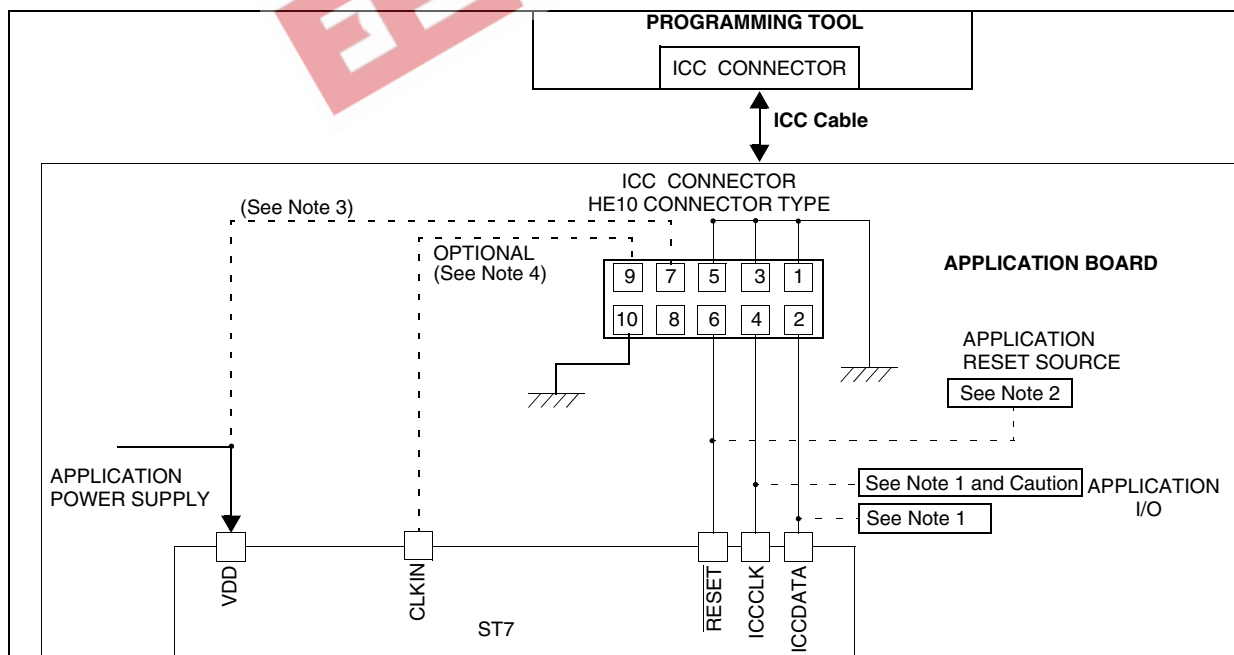 PROGRAMMING TOOL
ICC CONNECTOR
ICC Cable
ICC CONNECTOR
HE10 CONNECTOR TYPE
(See Note 3)
OPTIONAL
(See Note 4)
9 7 5 3 1
10 8 6 4 2
APPLICATION BOARD
APPLICATION
RESET SOURCE
See Note 2
APPLICATION
POWER SUPPLY
See Note 1 and Caution
See Note 1
APPLICATION
I/O
VDD
CLKIN
RESET
ICCCLK
ICCDATA
ST7